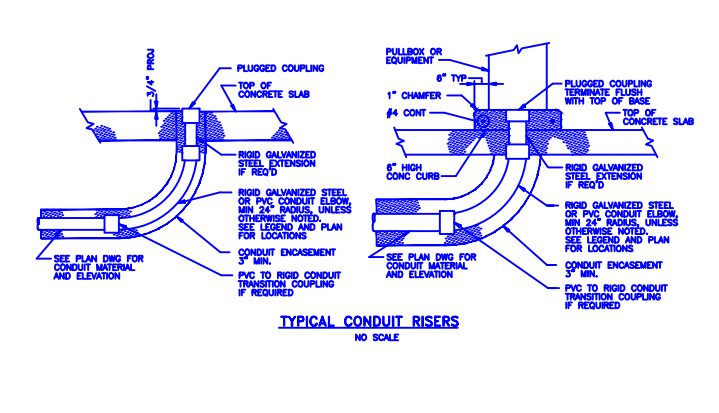 3/4" PROJ
PLUGGED COUPLING
TOP OF
CONCRETE SLAB
RIGID GALVANIZED
STEEL EXTENSION
IF REQ'D
RIGID GALVANIZED STEEL
OR PVC CONDUIT ELBOW,
MIN 24" RADIUS, UNLESS
OTHERWISE NOTED.
SEE LEGEND AND PLAN
FOR LOCATIONS
CONDUIT ENCASEMENT
3" MIN.
SEE PLAN DWG FOR
CONDUIT MATERIAL
AND ELEVATION
PVC TO RIGID CONDUIT
TRANSITION COUPLING
IF REQUIRED
PULLBOX OR
EQUIPMENT
6" TYP
1" CHAMFER
#4 CONT
PLUGGED COUPLING
TERMINATE FLUSH
WITH TOP OF BASE
TOP OF
CONCRETE SLAB
6" HIGH
CONC CURB
RIGID GALVANIZED
STEEL EXTENSION
IF REQ'D
RIGID GALVANIZED STEEL
OR PVC CONDUIT ELBOW,
MIN 24" RADIUS, UNLESS
OTHERWISE NOTED.
SEE LEGEND AND PLAN
FOR LOCATIONS
SEE PLAN DWG FOR
CONDUIT MATERIAL
AND ELEVATION
CONDUIT ENCASEMENT
3" MIN.
PVC TO RIGID CONDUIT
TRANSITION COUPLING
IF REQUIRED
TYPICAL CONDUIT RISERS
NO SCALE